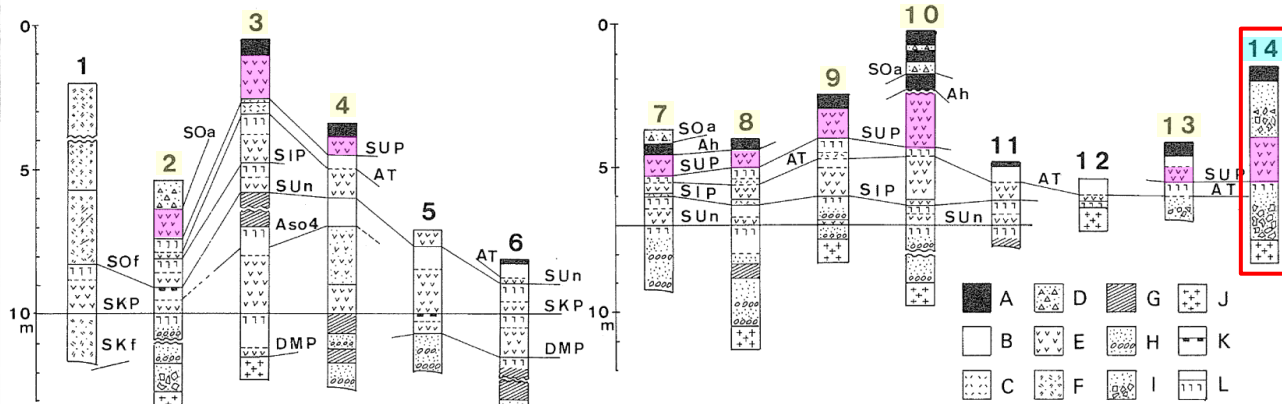 0
5
10
m
1
2
3
4
5
6
SOa
SIP
SUn
Aso4
SOf
SKP
SKf
SUP
AT
AT
SUn
SKP
DMP
DMP
0
5
10
m
7
8
9
10
11
12
13
14
SOa
Ah
SUP
SIP
SUn
AT
SUP
SIP
SOa
Ah
SUn
AT
SUP
AT
A D G J
B E H K
C F I L